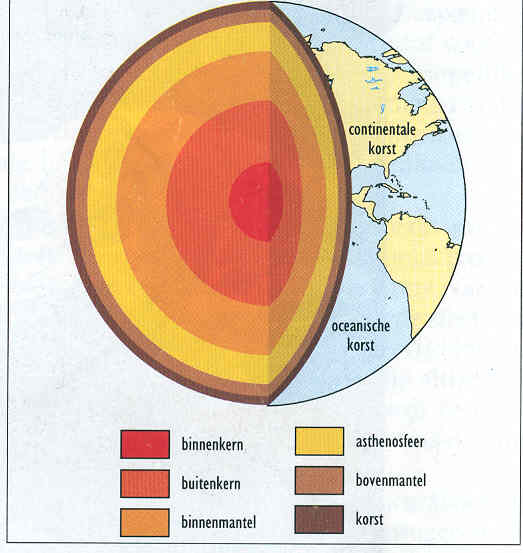 continentale
korst
oceanische
korst
binnenkern
buitenkern
binnenmantel
asthenosfeer
bovenmantel
korst